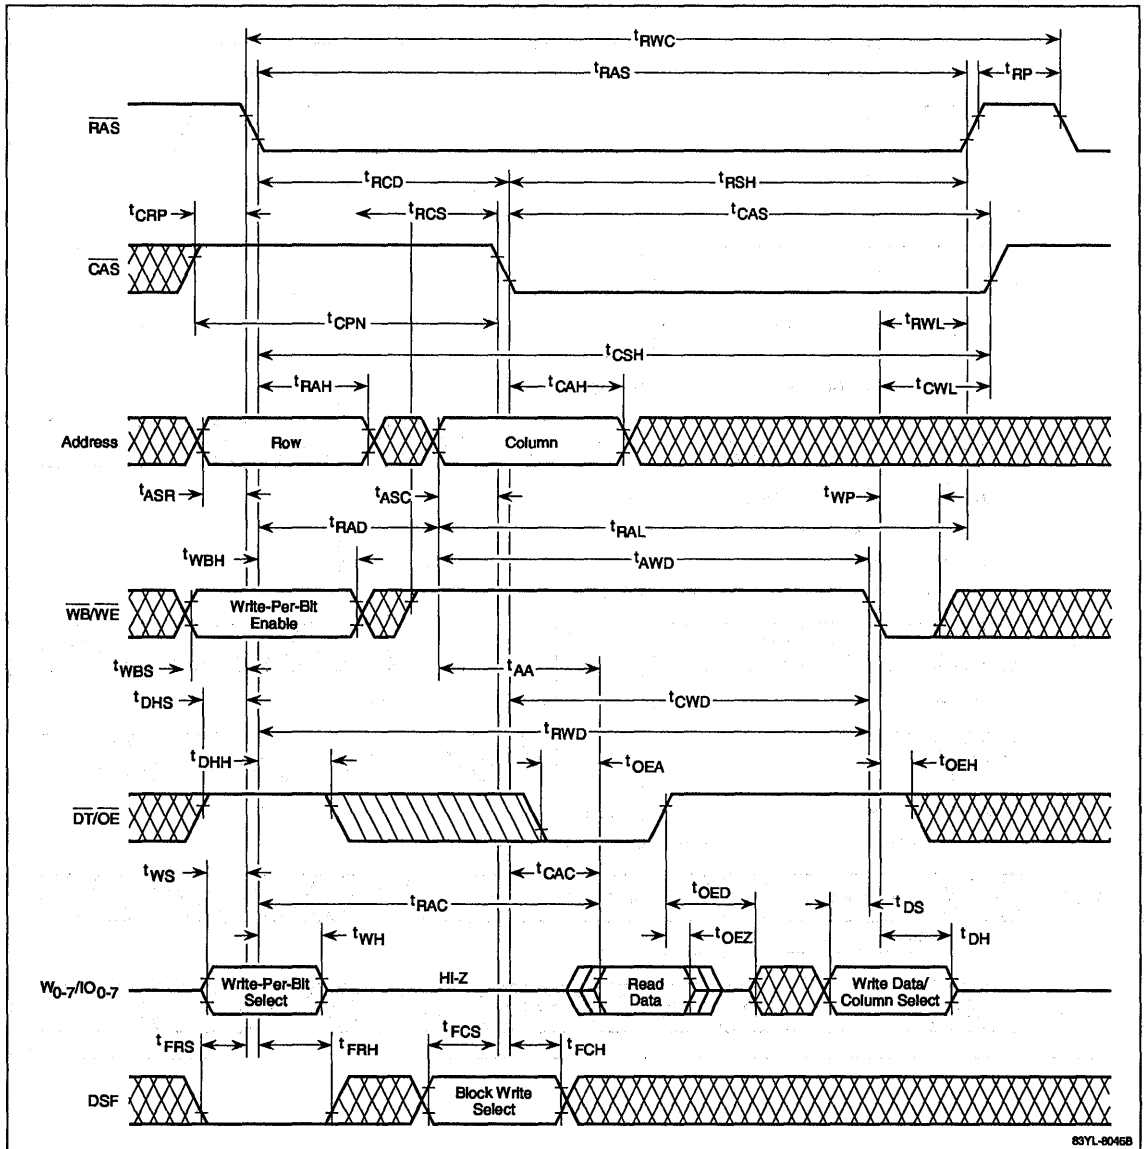 tRWC
tRAS
tRP
RAS
tRCD
tRSH
tCRP
tRCS
tCAS
CAS
tCPN
tRWL
tCSH
tRAH
tCAH
tCWL
Address
Row
Column
tASR
tASC
tWP
tRAD
tRAL
tWBH
tAWD
WB/WE
Write-Per-Bit
Enable
tWBS
tAA
tDHS
tCWD
tRWD
tDHH
tOEA
tOEH
DT/OE
tWS
tCAC
tRAC
tOED
tDS
tWH
tOEZ
tDH
W0-7/IO0-7
Write-Per-Bit
Select
HI-Z
Read
Data
Write Data/
Column Select
tFRS
tFRH
tFCS
tFCH
DSF
Block Write
Select
83YL-8045B